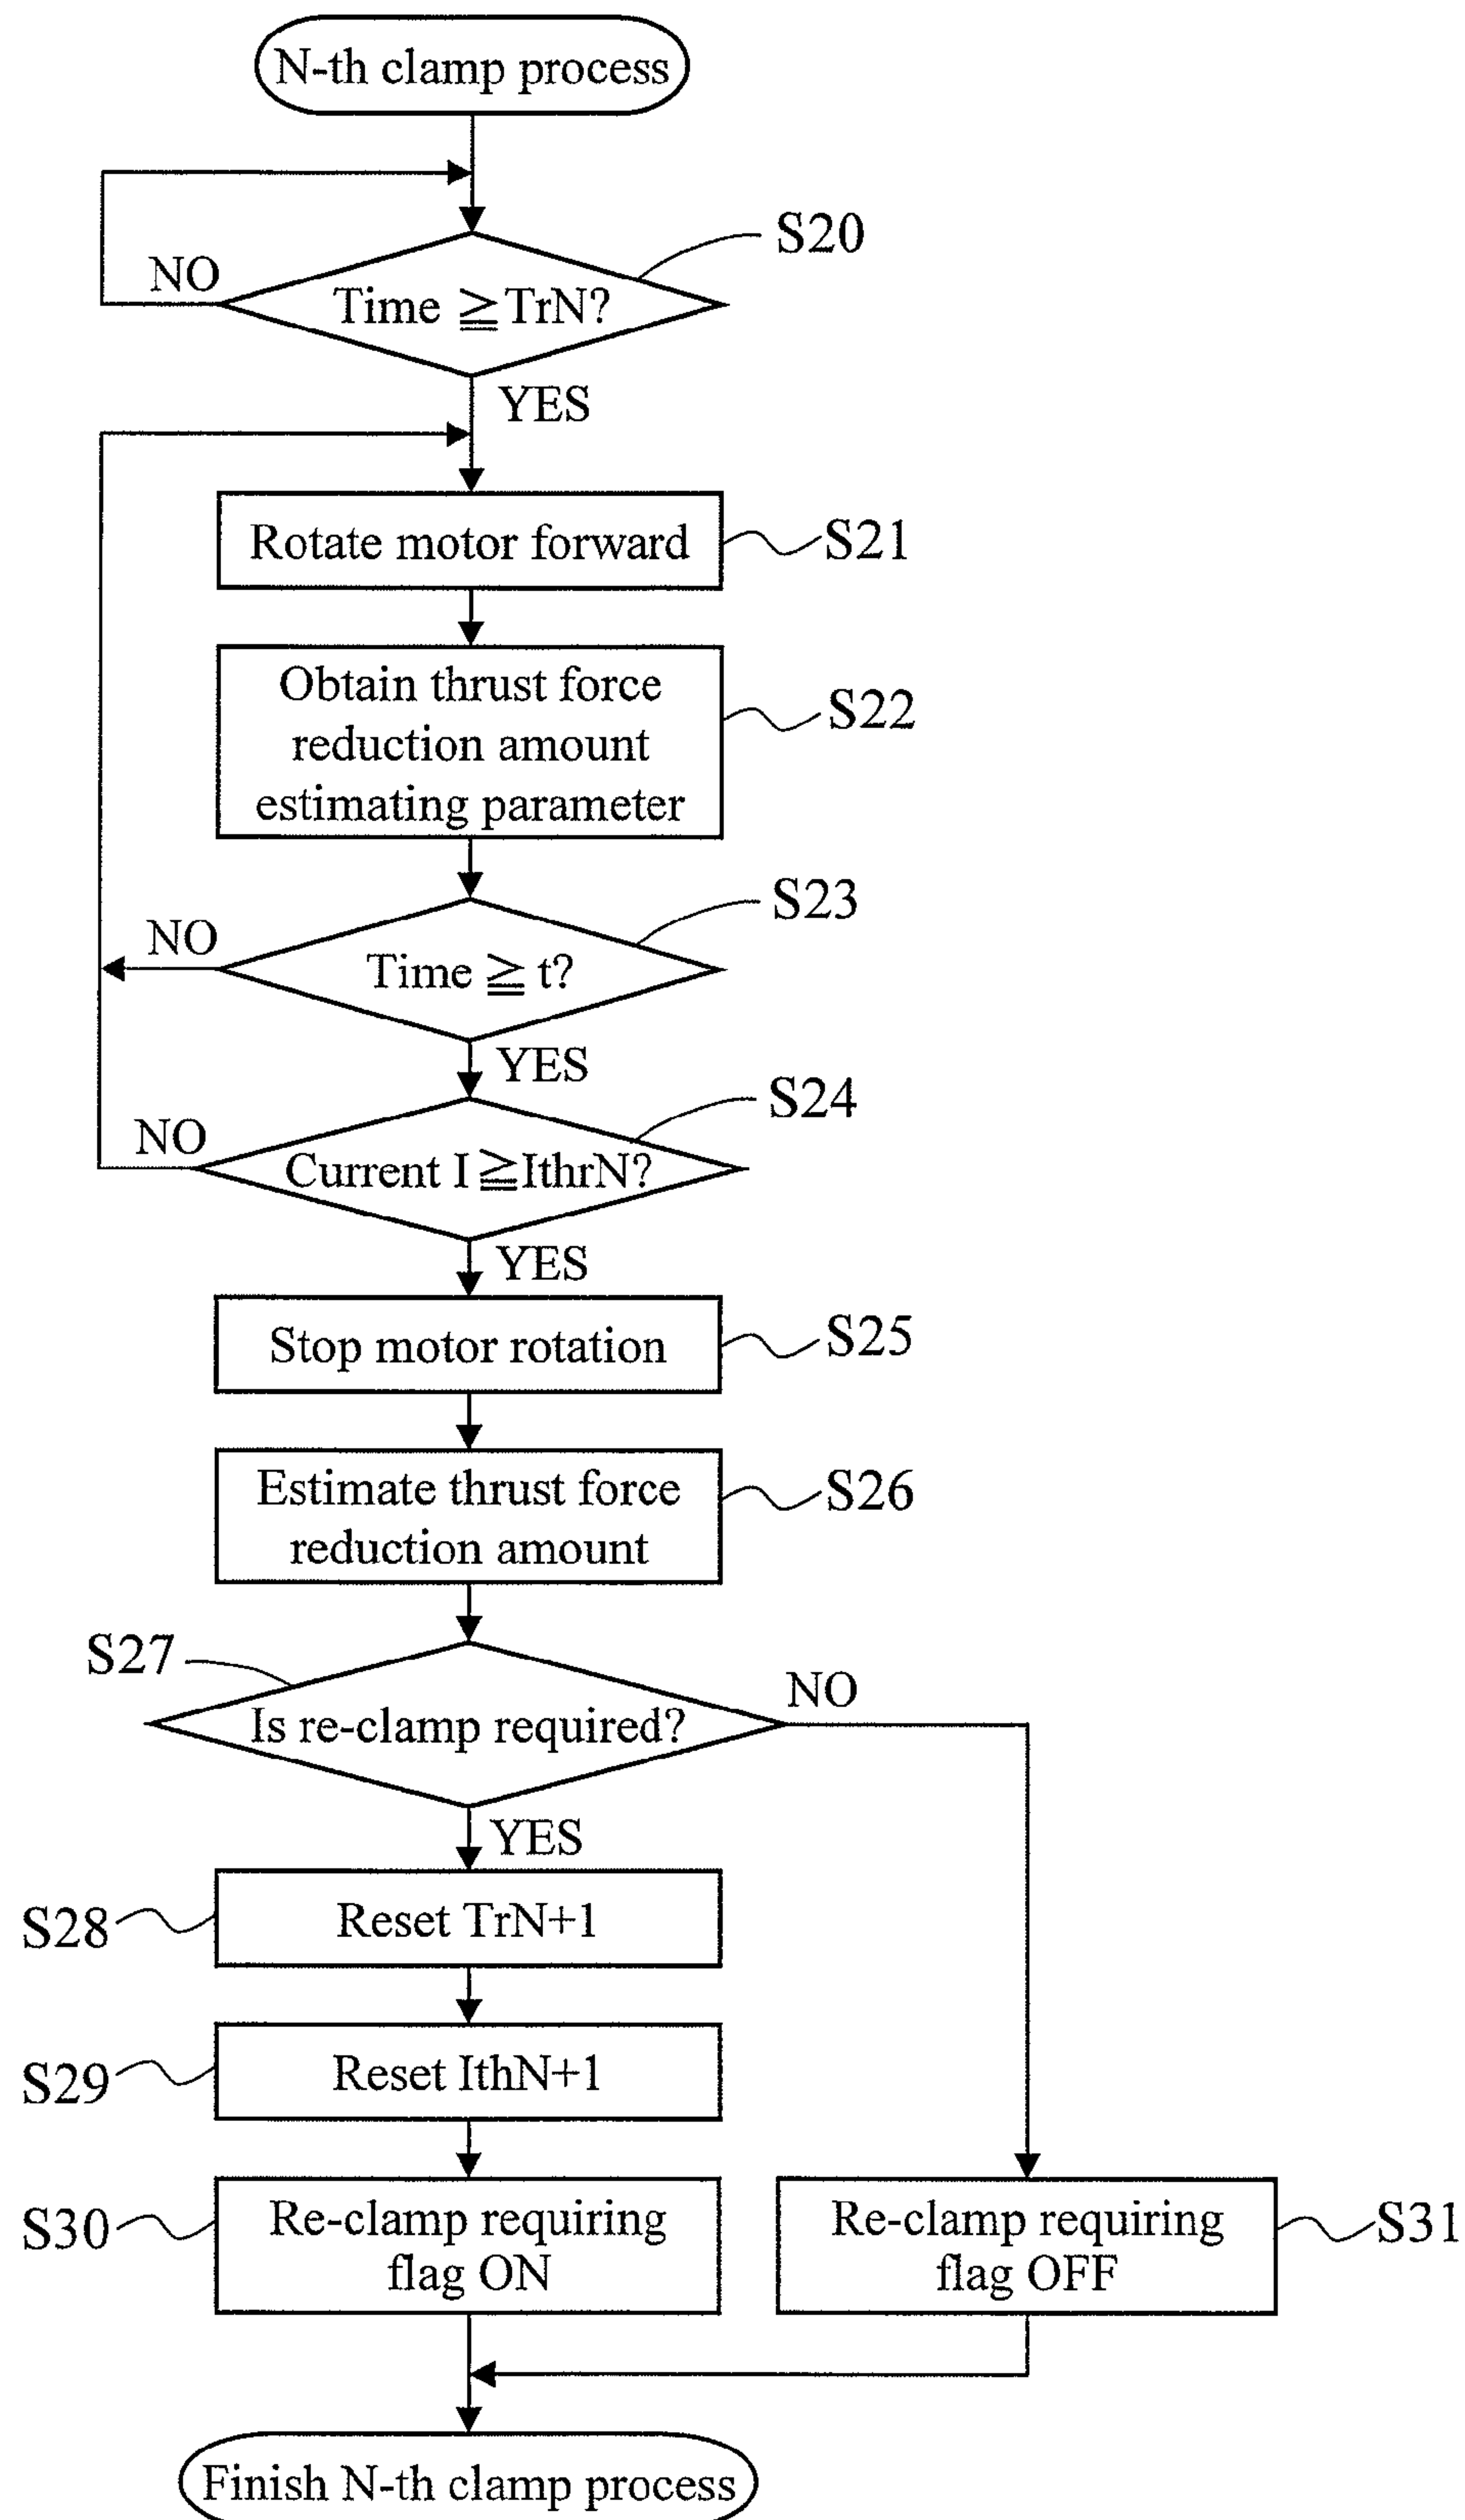 N-th clamp process
S20
NO
Time ≧ TrN?
YES
Rotate motor forward
S21
Obtain thrust force
reduction amount
estimating parameter
S22
S23
NO
Time ≧ t?
YES
S24
NO
Current I ≧ IthrN?
YES
Stop motor rotation
S25
Estimate thrust force
reduction amount
S26
S27
NO
Is re-clamp required?
YES
S28
Reset TrN+1
S29
Reset IthN+1
S30
Re-clamp requiring
flag ON
Re-clamp requiring
flag OFF
S31
Finish N-th clamp process